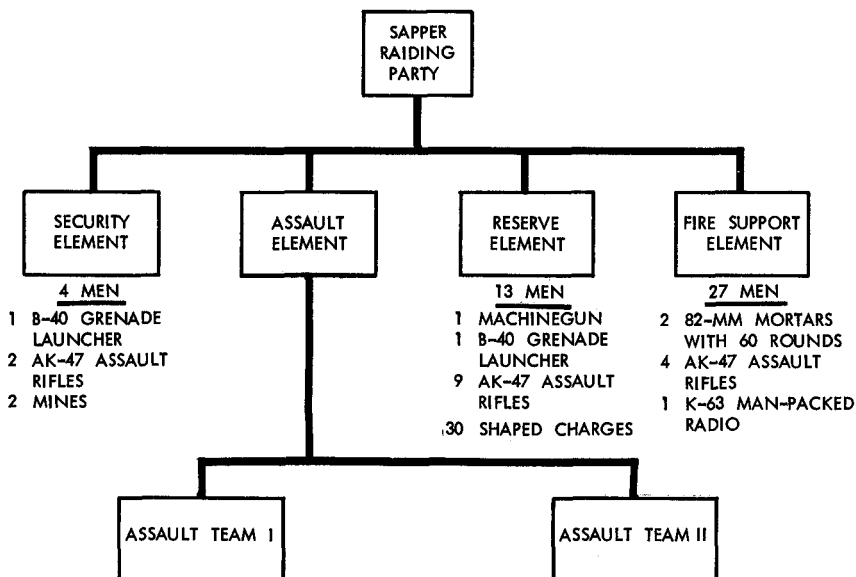 SAPPER
RAIDING
PARTY
SECURITY
ELEMENT
4 MEN
1 B-40 GRENADE
LAUNCHER
2 AK-47 ASSAULT
RIFLES
2 MINES
ASSAULT
ELEMENT
RESERVE
ELEMENT
13 MEN
1 MACHINEGUN
1 B-40 GRENADE
LAUNCHER
9 AK-47 ASSAULT
RIFLES
30 SHAPED CHARGES
FIRE SUPPORT
ELEMENT
27 MEN
2 82-MM MORTARS
WITH 60 ROUNDS
4 AK-47 ASSAULT
RIFLES
1 K-63 MAN-PACKED
RADIO
ASSAULT TEAM I
ASSAULT TEAM II